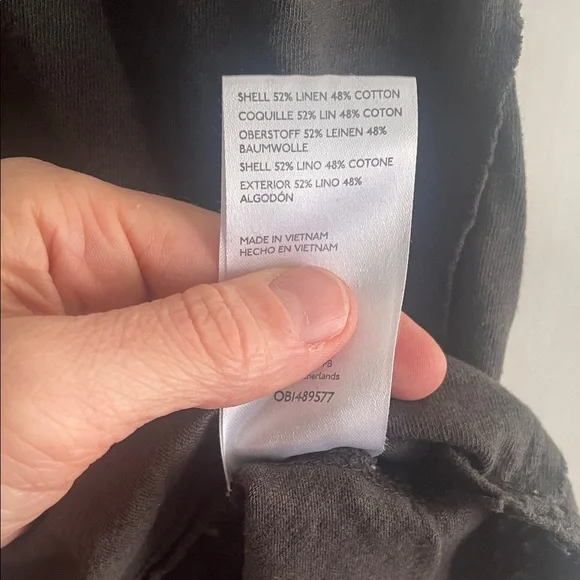 SHELL 52% LINEN 48% COTTON
COQUILLE 52% LIN 48% COTON
OBERSTOFF 52% LEINEN 48%
BAUMWOLLE
SHELL 52% LINO 48% COTONE
EXTERIOR 52% LINO 48%
ALGODÓN
MADE IN VIETNAM
HECHO EN VIETNAM
OBI489577